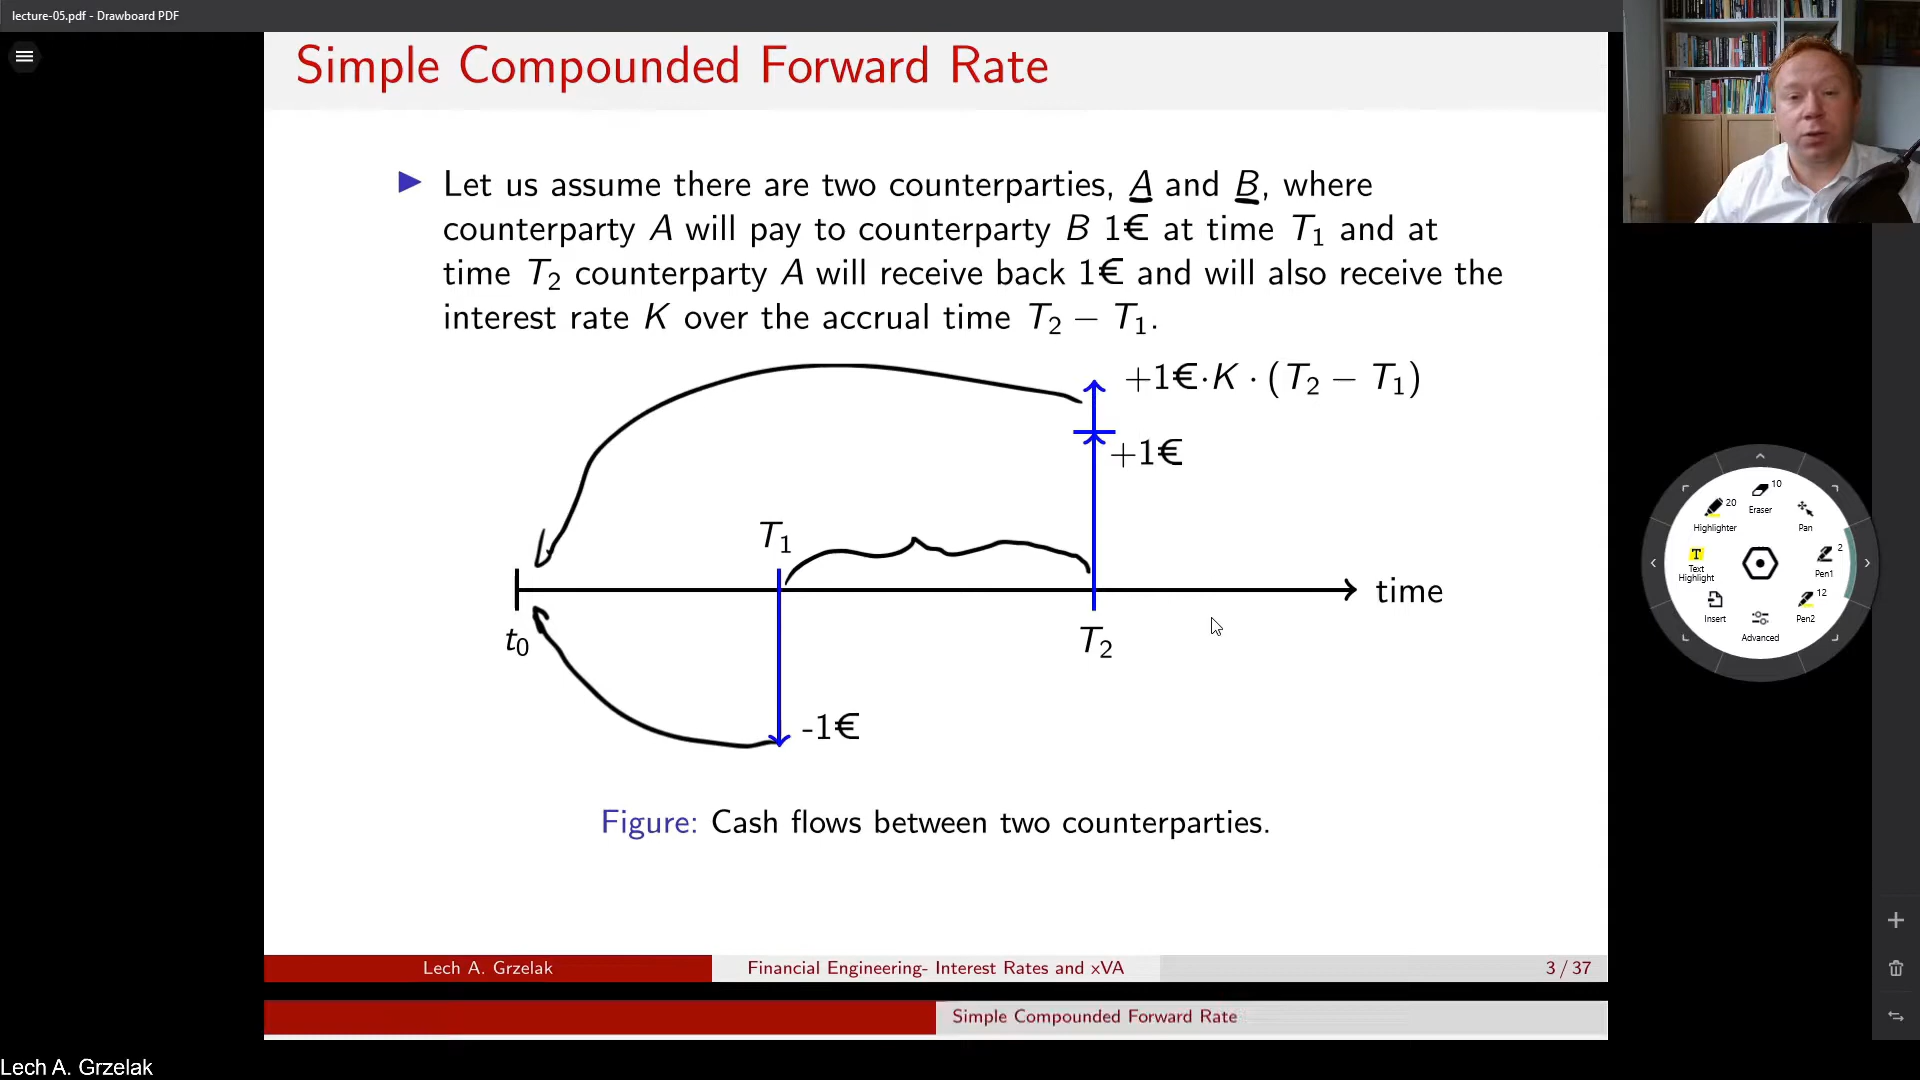 lecture-05.pdf - Drawboard PDF
Simple Compounded Forward Rate
Let us assume there are two counterparties, A and B, where
counterparty A will pay to counterparty B 1€ at time T₁ and at
time T₂ counterparty A will receive back 1€ and will also receive the
interest rate K over the accrual time T₂ − T₁.
+1€·K · (T₂ − T₁)
+1€
T₁
time
t₀
T₂
-1€
Figure: Cash flows between two counterparties.
10
Eraser
20
Highlighter
Pan
T
Text
Highlight
2
Pen1
Insert
12
Pen2
Advanced
Lech A. Grzelak
Financial Engineering- Interest Rates and xVA
3 / 37
Simple Compounded Forward Rate
Lech A. Grzelak